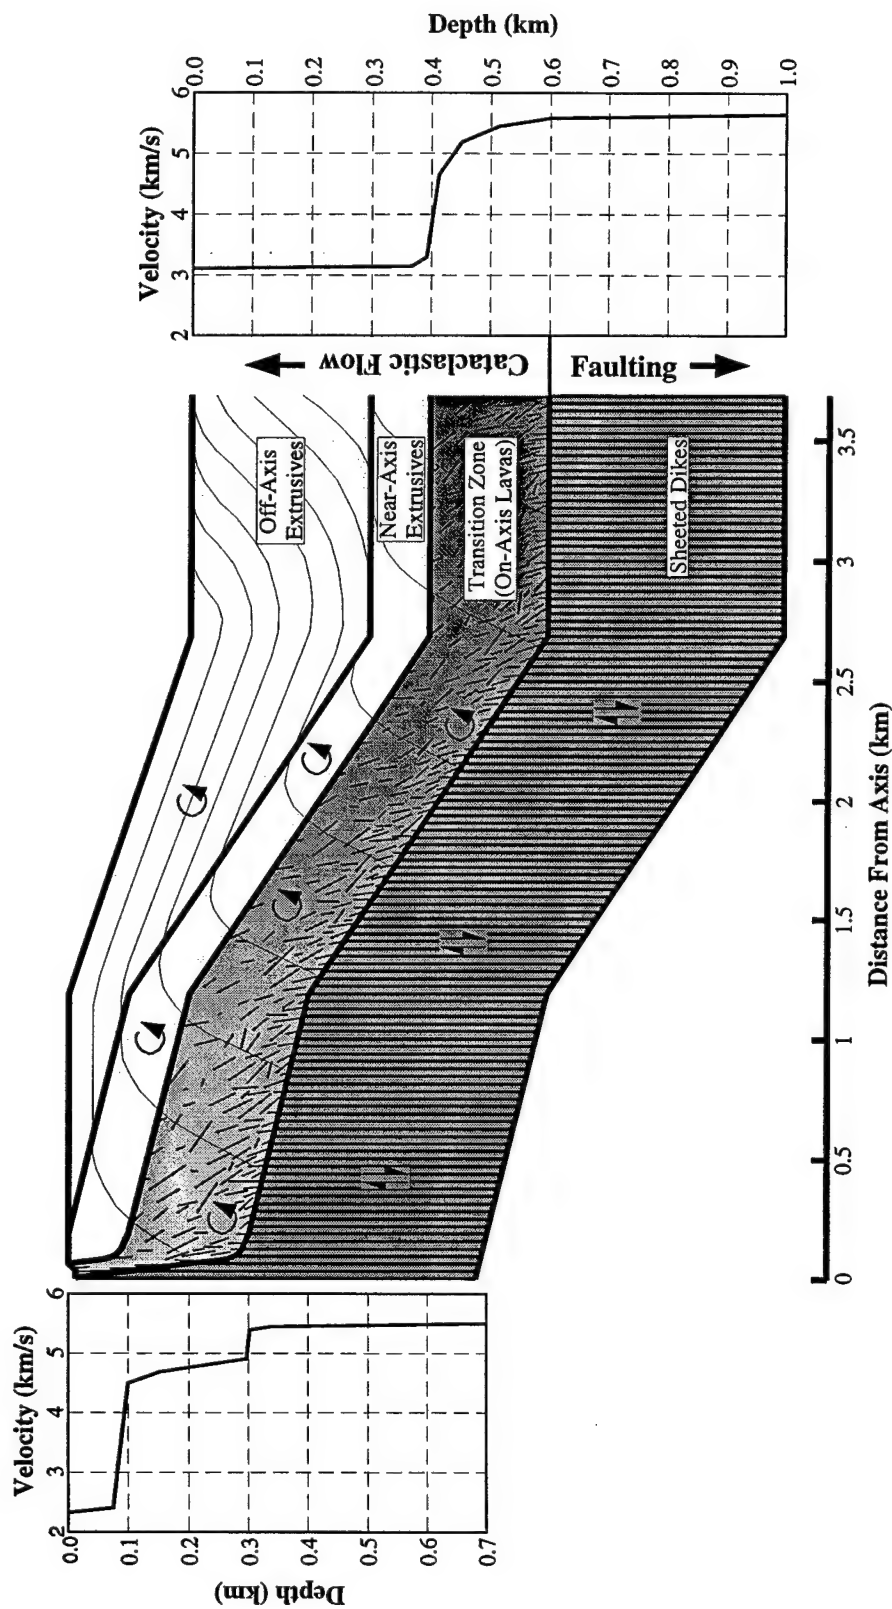 Velocity (km/s)
2
3
4
5
6
Depth (km)
0.0
0.1
0.2
0.3
0.4
0.5
0.6
0.7
Off-Axis
Extrusives
Near-Axis
Extrusives
Transition Zone
(On-Axis Lavas)
Sheeted Dikes
Cataclastic Flow
Faulting
Velocity (km/s)
2
3
4
5
6
Depth (km)
0.0
0.1
0.2
0.3
0.4
0.5
0.6
0.7
0.8
0.9
1.0
0
0.5
1
1.5
2
2.5
3
3.5
Distance From Axis (km)